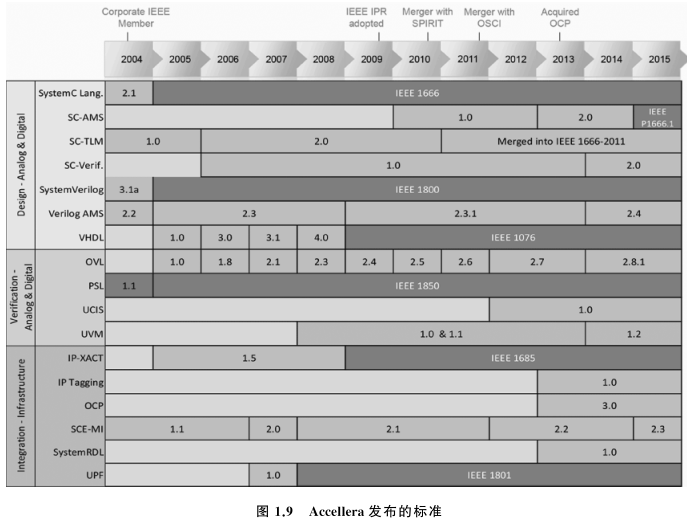 Corporate IEEE Member
IEEE IPR adopted
Merger with SPIRIT
Merger with OSCI
Acquired OCP
2004 2005 2006 2007 2008 2009 2010 2011 2013 2014 2015
Design - Analog & Digital
SystemC Lang. 2.1 IEEE 1666
SC-AMS 1.0 2.0 IEEE P1666.1
SC-TLM 1.0 2.0 Merged into IEEE 1666-2011
SC-Verif. 1.0 2.0
SystemVerilog 3.1a IEEE 1800
Verilog AMS 2.2 2.3 2.3.1 2.4
VHDL 1.0 3.0 3.1 4.0 IEEE 1076
Verification - Analog & Digital
OVL 1.0 1.8 2.1 2.3 2.4 2.5 2.6 2.7 2.8.1
PSL 1.1 IEEE 1850
UCIS 1.0
UVM 1.0 & 1.1 1.2
Integration - Infrastructure
IP-XACT 1.5 IEEE 1685
IP Tagging 1.0
OCP 3.0
SCE-MI 1.1 2.0 2.1 2.2 2.3
SystemRDL 1.0
UPF 1.0 IEEE 1801
图 1.9 Accellera 发布的标准